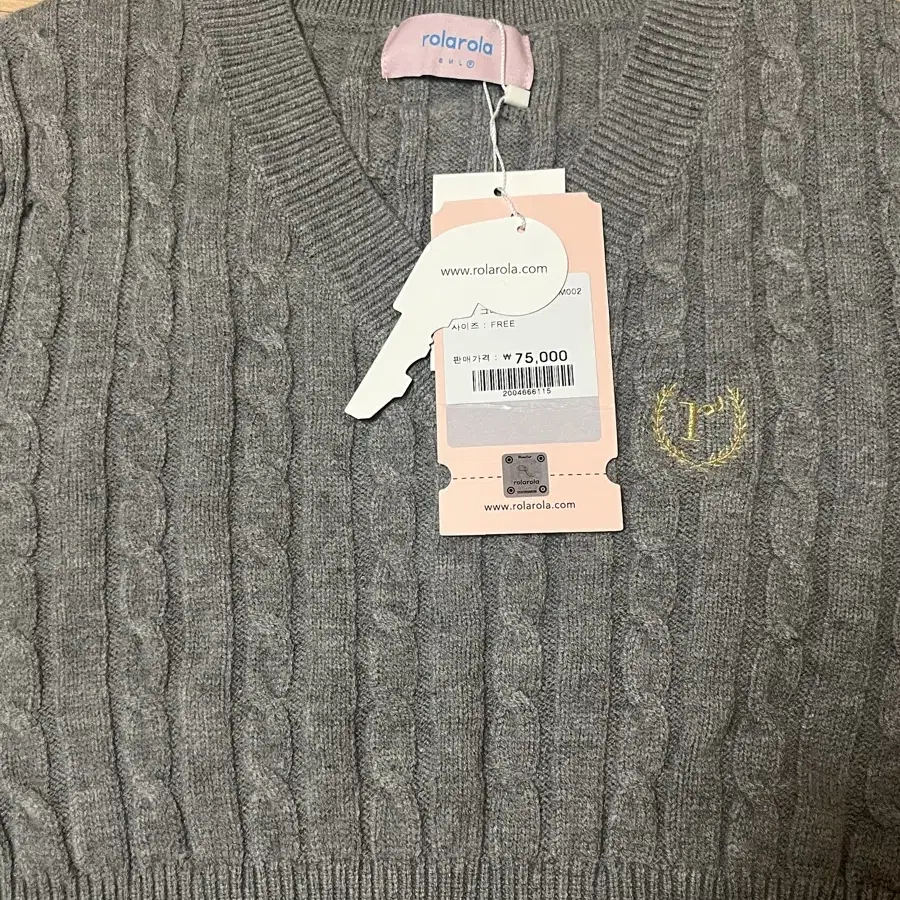 rolarola
www.rolarola.com
M002
사이즈 : FREE
판매가격 : ₩ 75,000
2004666115
rolarola
www.rolarola.com
r'